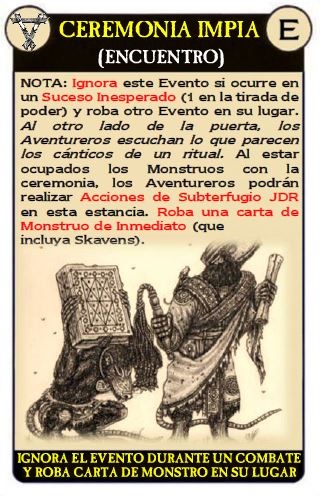 CEREMONIA IMPIA
E
(ENCUENTRO)
NOTA: Ignora este Evento si ocurre en
un Suceso Inesperado (1 en la tirada de
poder) y roba otro Evento en su lugar.
Al otro lado de la puerta, los
Aventureros escuchan lo que parecen
los cánticos de un ritual. Al estar
ocupados los Monstruos con la
ceremonia, los Aventureros podrán
realizar Acciones de Subterfugio JDR
en esta estancia. Roba una carta de
Monstruo de Inmediato (que
incluya Skavens).
IGNORA EL EVENTO DURANTE UN COMBATE
Y ROBA CARTA DE MONSTRO EN SU LUGAR